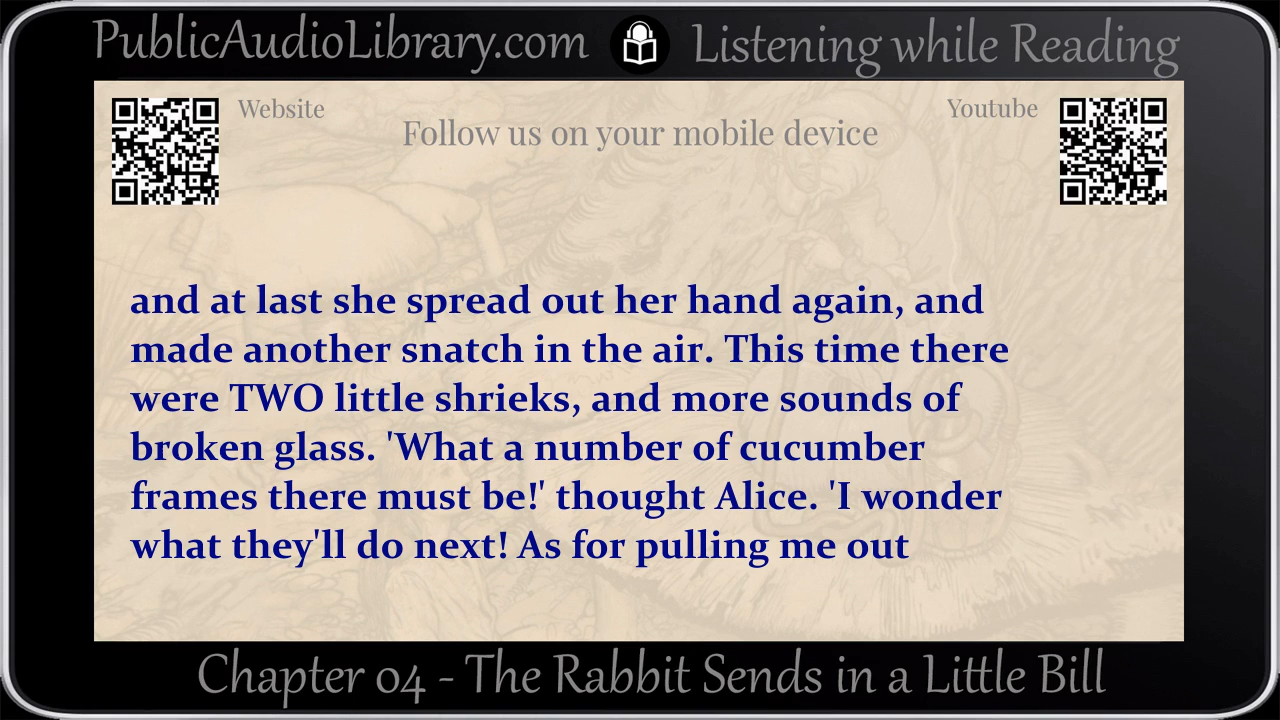 PublicAudioLibrary.com Listening while Reading
Website
Youtube
Follow us on your mobile device
and at last she spread out her hand again, and
made another snatch in the air. This time there
were TWO little shrieks, and more sounds of
broken glass. 'What a number of cucumber
frames there must be!' thought Alice. 'I wonder
what they'll do next! As for pulling me out
Chapter 04 - The Rabbit Sends in a Little Bill